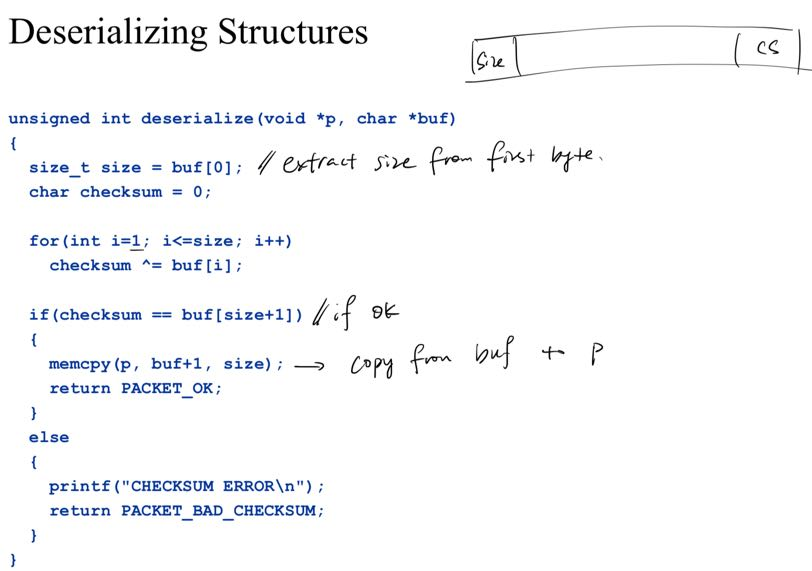 Deserializing Structures
Size CS
unsigned int deserialize(void *p, char *buf)
{
size_t size = buf[0]; // extract size from first byte.
char checksum = 0;
for(int i=1; i<=size; i++)
checksum ^= buf[i];
if(checksum == buf[size+1]) // if ok
{
memcpy(p, buf+1, size); → copy from buf to p
return PACKET_OK;
}
else
{
printf("CHECKSUM ERROR\n");
return PACKET_BAD_CHECKSUM;
}
}